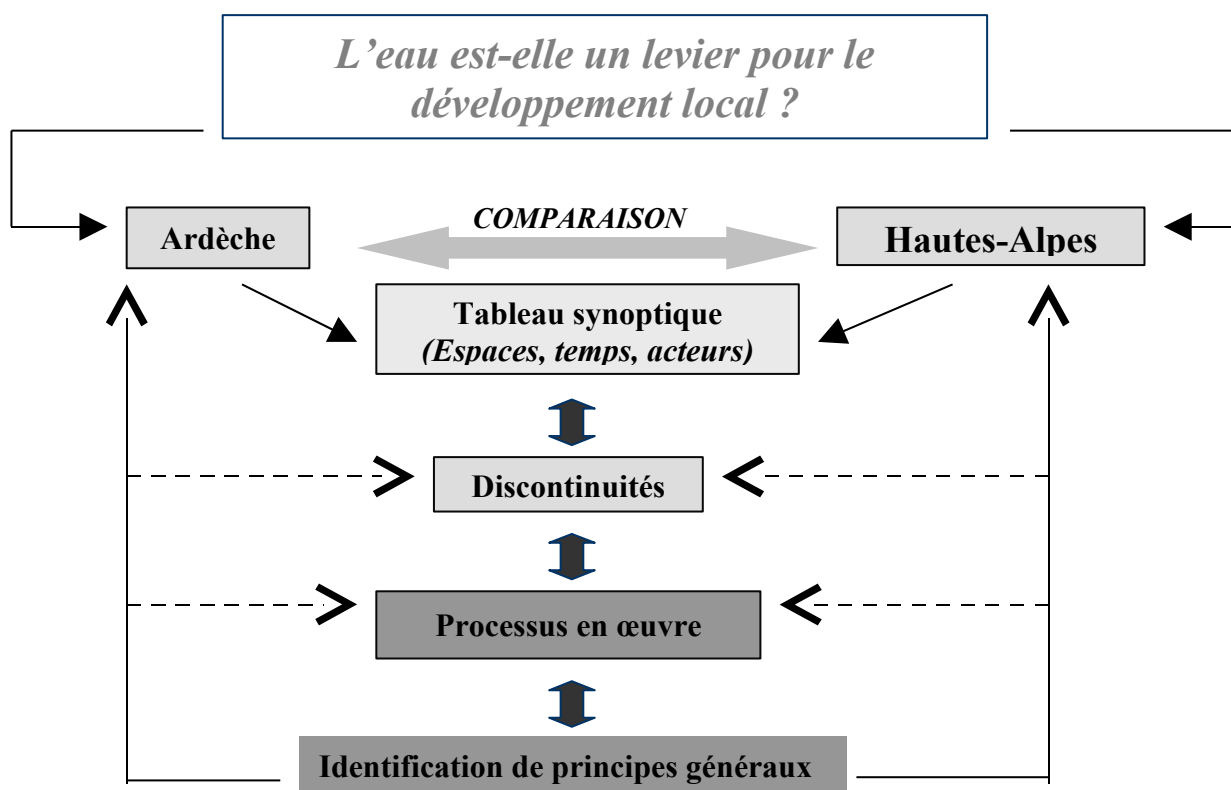 L'eau est-elle un levier pour le
développement local ?
COMPARAISON
Ardèche
Hautes-Alpes
Tableau synoptique
(Espaces, temps, acteurs)
Discontinuités
Processus en œuvre
Identification de principes généraux